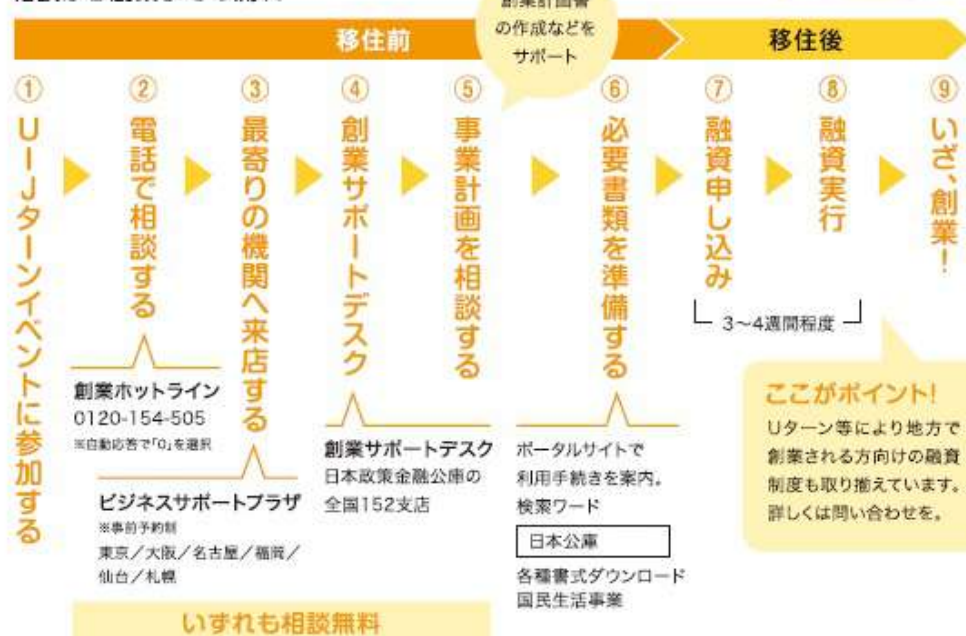 創業計画書
の作成などを
サポート
移住前
移住後
①
UIJターンイベントに参加する
②
電話で相談する
③
最寄りの機関へ来店する
④
創業サポートデスク
⑤
事業計画を相談する
⑥
必要書類を準備する
⑦
融資申し込み
⑧
融資実行
⑨
いざ、創業!
3〜4週間程度
創業ホットライン
0120-154-505
※自動応答で「0」を選択
ビジネスサポートプラザ
※事前予約制
東京/大阪/名古屋/福岡/
仙台/札幌
創業サポートデスク
日本政策金融公庫の
全国152支店
ポータルサイトで
利用手続きを案内。
検索ワード
日本公庫
各種書式ダウンロード
国民生活事業
ここがポイント!
Uターン等により地方で
創業される方向けの融資
制度も取り揃えています。
詳しくは問い合わせを。
いずれも相談無料